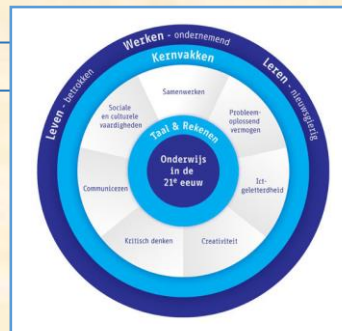 Werken - ondernemend
Leren - nieuwsgierig
Leven - betrokken
Kernvakken
Samenwerken
Probleem-
oplossend
vermogen
Ict-
geletterdheid
Creativiteit
Kritisch denken
Communiceren
Sociale
en culturele
vaardigheden
Taal & Rekenen
Onderwijs
in de
21e eeuw